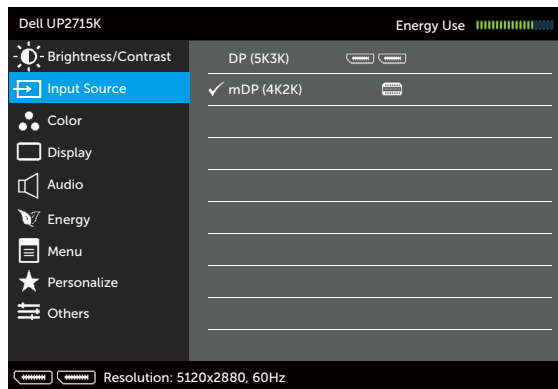 Dell UP2715K
Energy Use
Brightness/Contrast
DP (5K3K)
Input Source
mDP (4K2K)
Color
Display
Audio
Energy
Menu
Personalize
Others
Resolution: 5120x2880, 60Hz